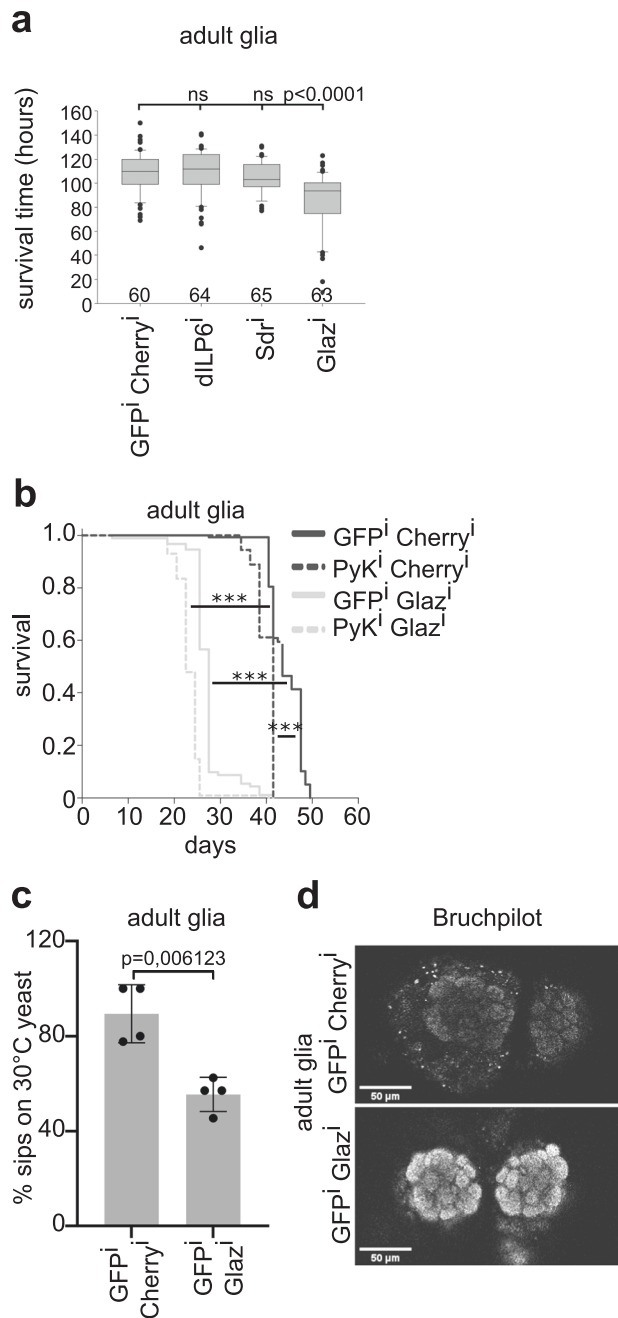 a
adult glia
ns ns p<0.0001
survival time (hours)
160
140
120
100
80
60
40
20
0
60 64 65 63
GFPⁱ Cherryⁱ
dILP6ⁱ
Sdrⁱ
Glazⁱ
b
adult glia
GFPⁱ Cherryⁱ
PyKⁱ Cherryⁱ
GFPⁱ Glazⁱ
PyKⁱ Glazⁱ
survival
1.0
0.8
0.6
0.4
0.2
0
***
***
***
0 10 20 30 40 50 60
days
c
adult glia
p=0,006123
% sips on 30°C yeast
120
80
40
0
GFPⁱ
Cherryⁱ
GFPⁱ
Glazⁱ
d
Bruchpilot
adult glia
GFPⁱ Cherryⁱ
50 µm
GFPⁱ Glazⁱ
50 µm